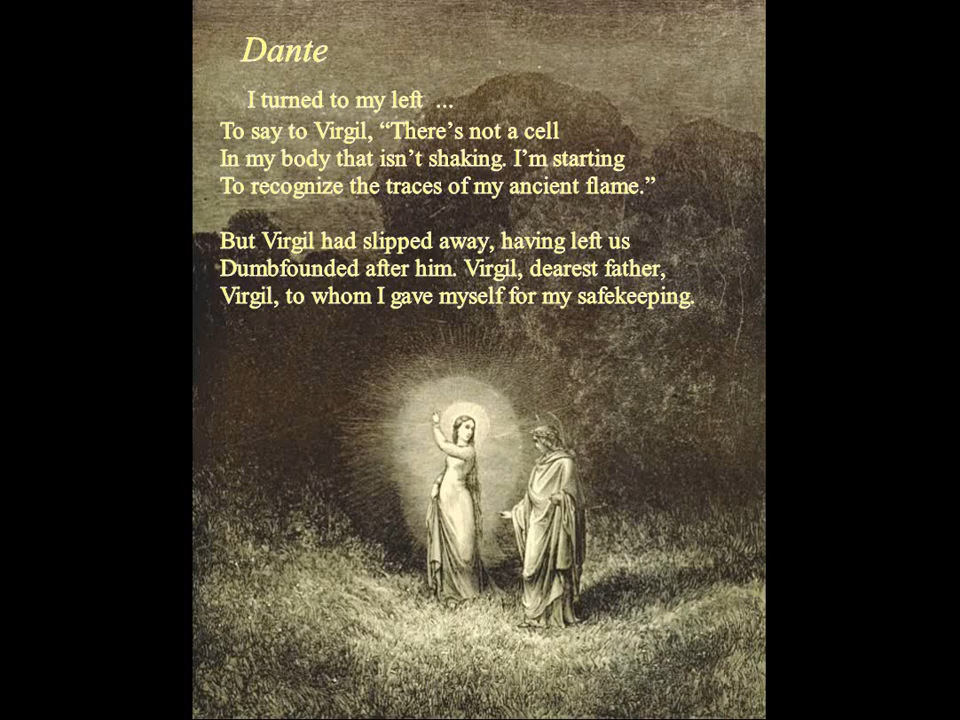 Dante
I turned to my left ...
To say to Virgil, “There’s not a cell
In my body that isn’t shaking. I’m starting
To recognize the traces of my ancient flame.”
But Virgil had slipped away, having left us
Dumbfounded after him. Virgil, dearest father,
Virgil, to whom I gave myself for my safekeeping.